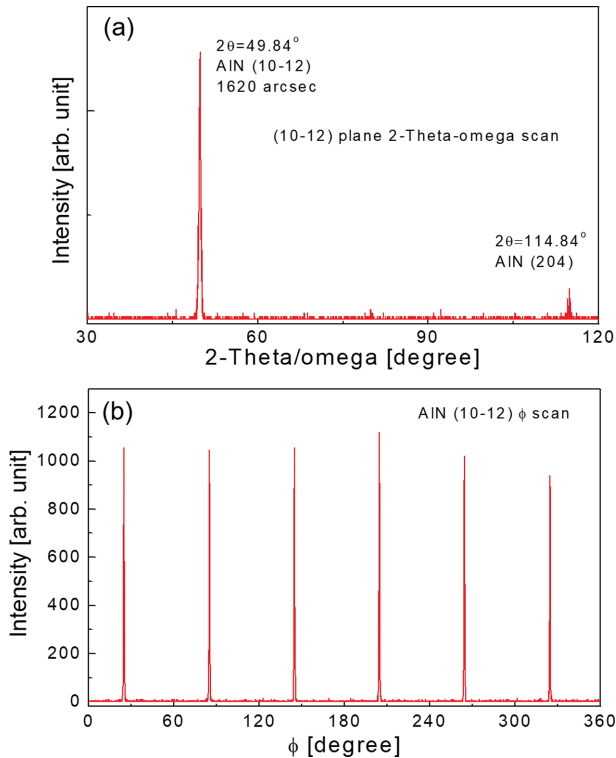 (a)
2θ=49.84°
AlN (10-12)
1620 arcsec
(10-12) plane 2-Theta-omega scan
2θ=114.84°
AlN (204)
Intensity [arb. unit]
30 60 90 120
2-Theta/omega [degree]
(b)
AlN (10-12) ϕ scan
1200
1000
800
600
400
200
0
Intensity [arb. unit]
0 60 120 180 240 300 360
ϕ [degree]